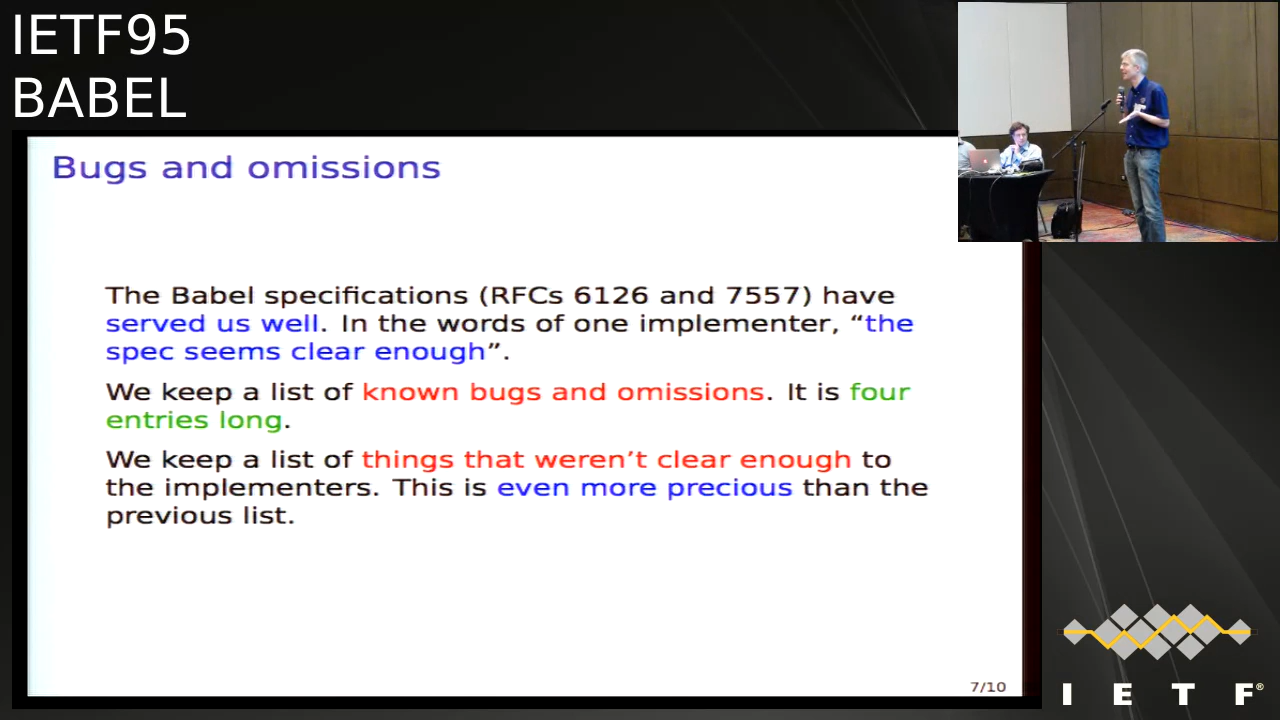 IETF95
BABEL
Bugs and omissions
The Babel specifications (RFCs 6126 and 7557) have
served us well. In the words of one implementer, “the
spec seems clear enough”.
We keep a list of known bugs and omissions. It is four
entries long.
We keep a list of things that weren’t clear enough to
the implementers. This is even more precious than the
previous list.
7/10
I E T F®